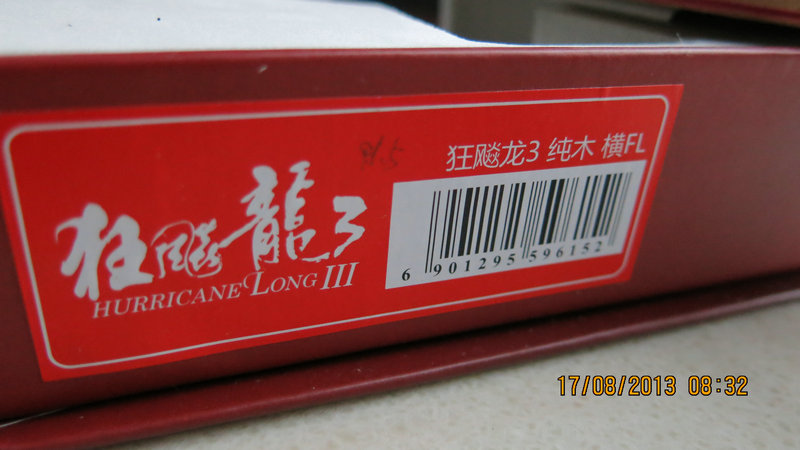 狂飚龍3
HURRICANE LONG III
狂飚龙3 纯木 横FL
6 901295 596152
17/08/2013 08:32